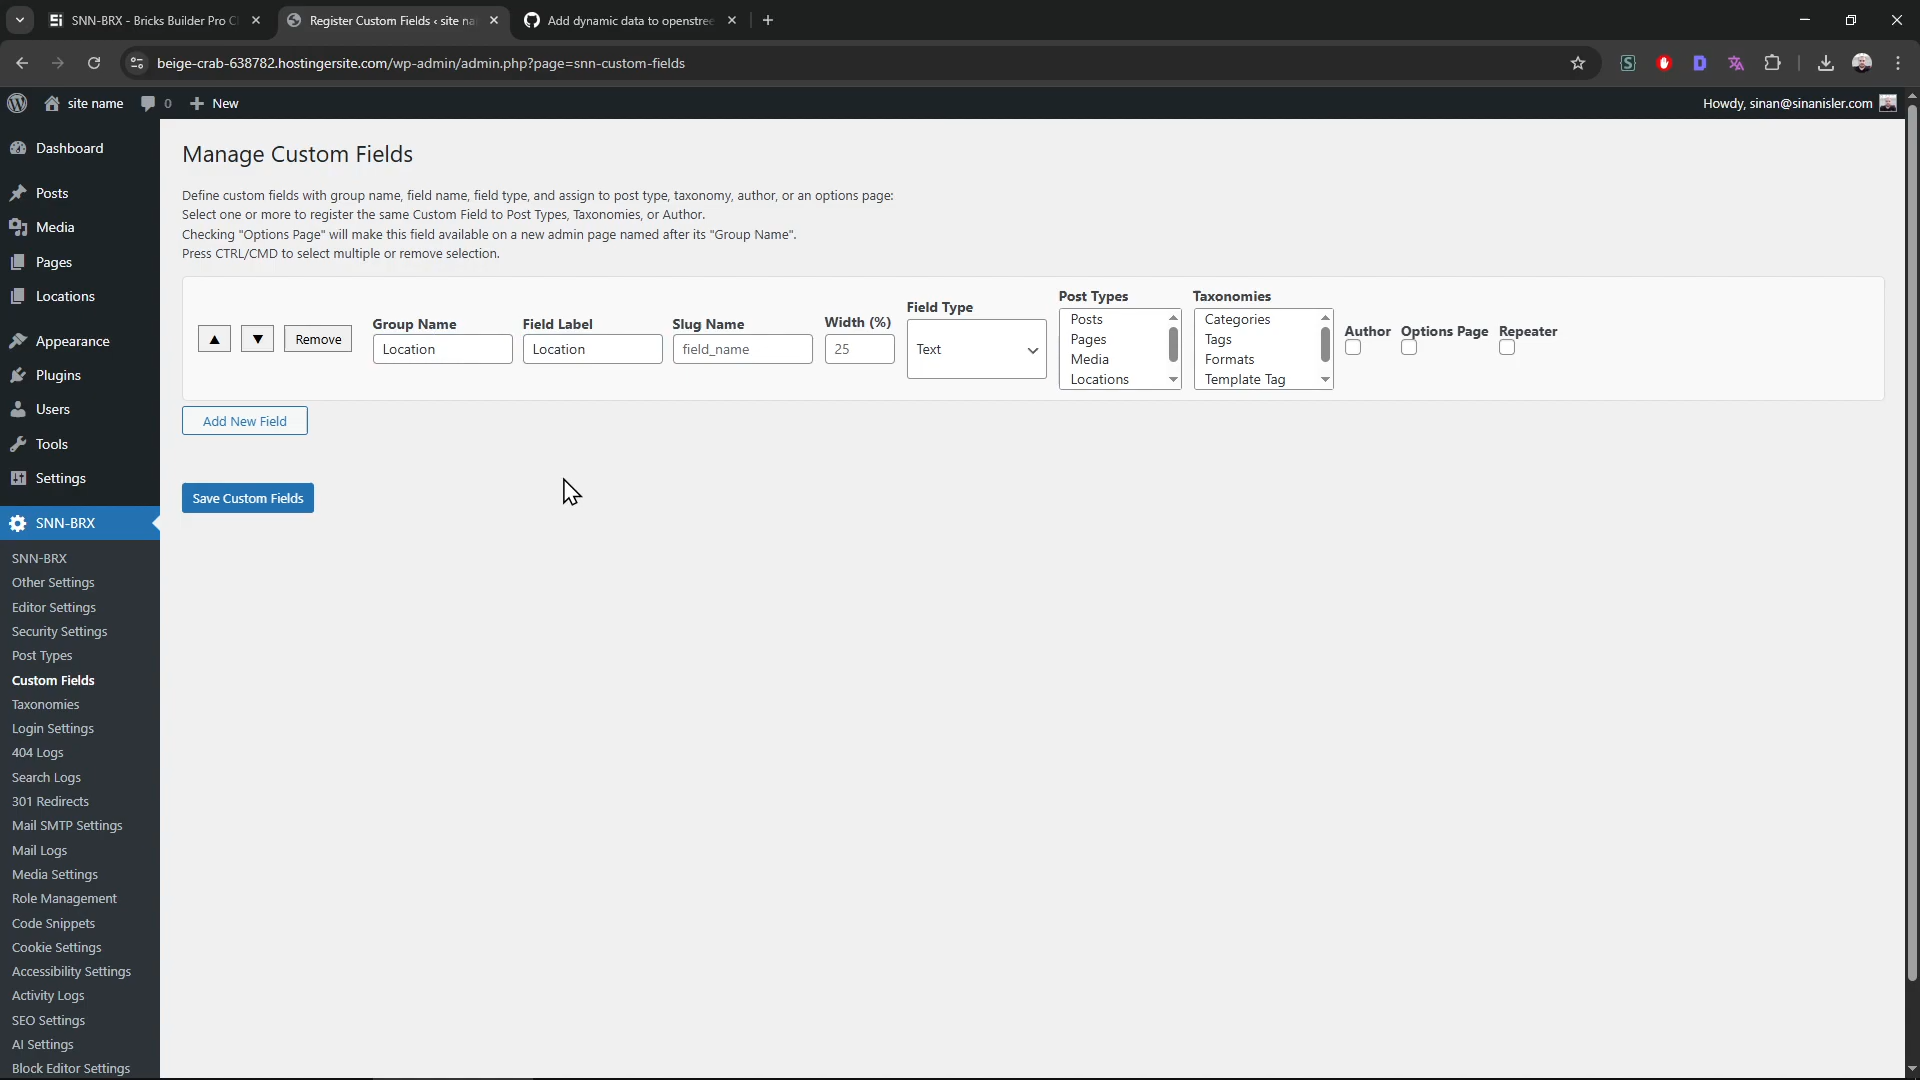 SNN-BRX - Bricks Builder Pro C
Register Custom Fields ‹ site na
Add dynamic data to openstree
beige-crab-638782.hostingersite.com/wp-admin/admin.php?page=snn-custom-fields
site name
0
New
Howdy, sinan@sinanisler.com
Dashboard
Posts
Media
Pages
Locations
Appearance
Plugins
Users
Tools
Settings
SNN-BRX
SNN-BRX
Other Settings
Editor Settings
Security Settings
Post Types
Custom Fields
Taxonomies
Login Settings
404 Logs
Search Logs
301 Redirects
Mail SMTP Settings
Mail Logs
Media Settings
Role Management
Code Snippets
Cookie Settings
Accessibility Settings
Activity Logs
SEO Settings
AI Settings
Block Editor Settings
Manage Custom Fields
Define custom fields with group name, field name, field type, and assign to post type, taxonomy, author, or an options page:
Select one or more to register the same Custom Field to Post Types, Taxonomies, or Author.
Checking "Options Page" will make this field available on a new admin page named after its "Group Name".
Press CTRL/CMD to select multiple or remove selection.
▲
▼
Remove
Group Name
Location
Field Label
Location
Slug Name
field_name
Width (%)
25
Field Type
Text
Post Types
Posts
Pages
Media
Locations
Taxonomies
Categories
Tags
Formats
Template Tag
Author
Options Page
Repeater
Add New Field
Save Custom Fields